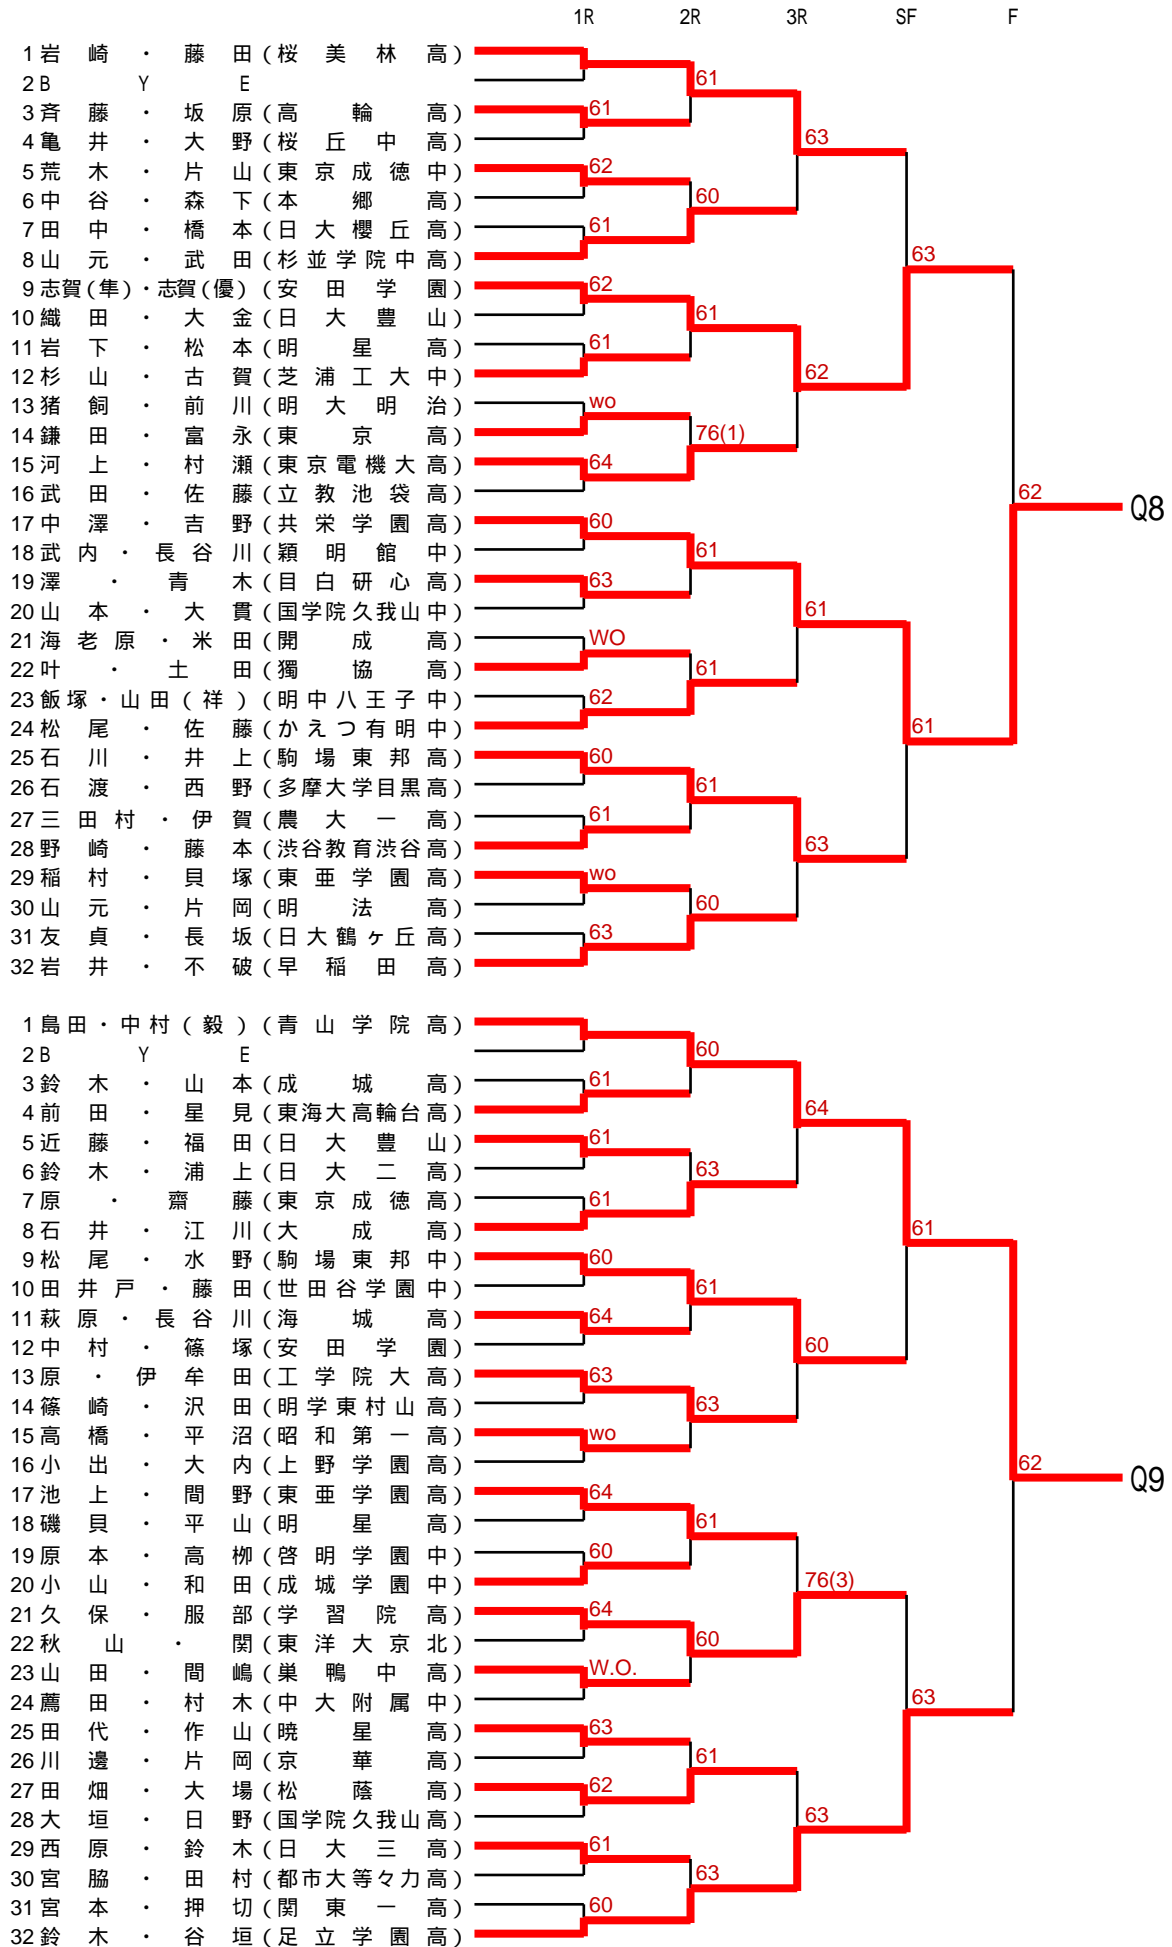 1R 2R 3R SF F
1 岩崎・藤田(桜美林高)
2 BYE
61
3 斉藤・坂原(高輪高) 61
4 亀井・大野(桜丘中高) 63
5 荒木・片山(東京成徳中) 62
6 中谷・森下(本郷高) 60
7 田中・橋本(日大櫻丘高) 61
8 山元・武田(杉並学院中高) 63
9 志賀(隼)・志賀(優)(安田学園) 62
10 織田・大金(日大豊山) 61
11 岩下・松本(明星高) 61
12 杉山・古賀(芝浦工大中) 62
13 猪飼・前川(明大明治) wo
14 鎌田・富永(東京高) 76(1)
15 河上・村瀬(東京電機大高) 64
16 武田・佐藤(立教池袋高) 62 Q8
17 中澤・吉野(共栄学園高) 60
18 武内・長谷川(穎明館中) 61
19 澤・青木(目白研心高) 63
20 山本・大貫(国学院久我山中) 61
21 海老原・米田(開成高) WO
22 叶・土田(獨協高) 61
23 飯塚・山田(祥)(明中八王子中) 62
24 松尾・佐藤(かえつ有明中) 61
25 石川・井上(駒場東邦高) 60
26 石渡・西野(多摩大学目黒高) 61
27 三田村・伊賀(農大一高) 61
28 野崎・藤本(渋谷教育渋谷高) 63
29 稲村・貝塚(東亜学園高) wo
30 山元・片岡(明法高) 60
31 友貞・長坂(日大鶴ヶ丘高) 63
32 岩井・不破(早稲田高)
1 島田・中村(毅)(青山学院高)
2 BYE 60
3 鈴木・山本(成城高) 61
4 前田・星見(東海大高輪台高) 64
5 近藤・福田(日大豊山) 61
6 鈴木・浦上(日大二高) 63
7 原・齋藤(東京成徳高) 61
8 石井・江川(大成高) 61
9 松尾・水野(駒場東邦中) 60
10 田井戸・藤田(世田谷学園中) 61
11 萩原・長谷川(海城高) 64
12 中村・篠塚(安田学園) 60
13 原・伊牟田(工学院大高) 63
14 篠崎・沢田(明学東村山高) 63
15 高橋・平沼(昭和第一高) wo
16 小出・大内(上野学園高) 62 Q9
17 池上・間野(東亜学園高) 64
18 磯貝・平山(明星高) 61
19 原本・高栁(啓明学園中) 60
20 小山・和田(成城学園中) 76(3)
21 久保・服部(学習院高) 64
22 秋山・関(東洋大京北) 60
23 山田・間嶋(巣鴨中高) W.O.
24 薦田・村木(中大附属中) 63
25 田代・作山(暁星高) 63
26 川邊・片岡(京華高) 61
27 田畑・大場(松蔭高) 62
28 大垣・日野(国学院久我山高) 63
29 西原・鈴木(日大三高) 61
30 宮脇・田村(都市大等々力高) 63
31 宮本・押切(関東一高) 60
32 鈴木・谷垣(足立学園高)